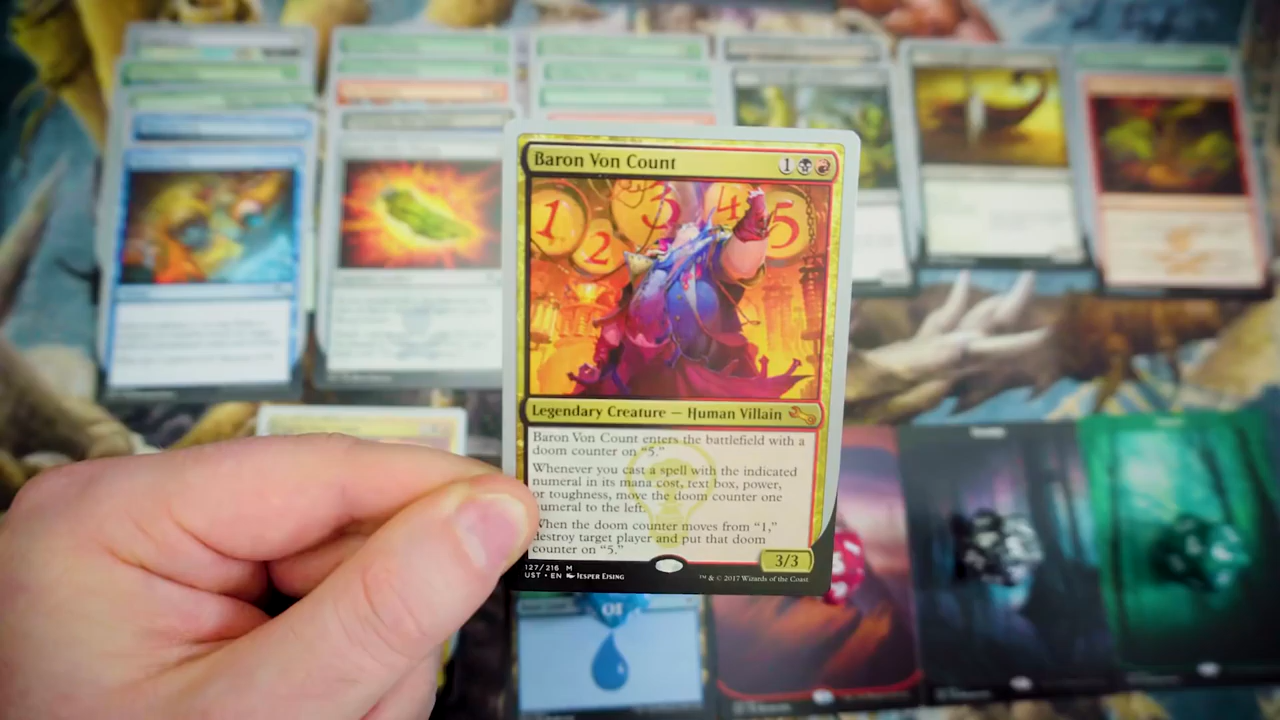 Baron Von Count 1
1 2 3 4 5
Legendary Creature — Human Villain
Baron Von Count enters the battlefield with a
doom counter on “5.”
Whenever you cast a spell with the indicated
numeral in its mana cost, text box, power,
or toughness, move the doom counter one
numeral to the left.
When the doom counter moves from “1,”
destroy target player and put that doom
counter on “5.”
3/3
127/216 M
UST • EN Jesper Ejsing
™ & © 2017 Wizards of the Coast